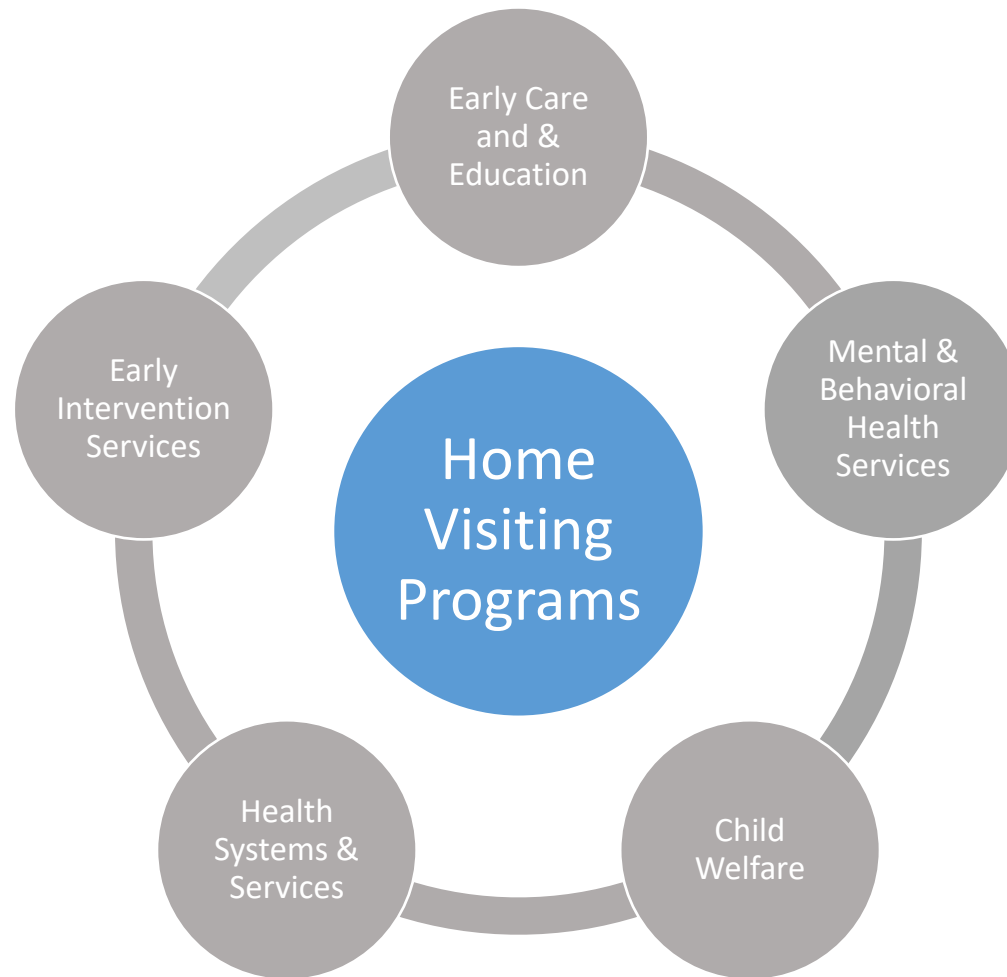 Early Care
and &
Education
Mental &
Behavioral
Health
Services
Child
Welfare
Health
Systems &
Services
Early
Intervention
Services
Home
Visiting
Programs